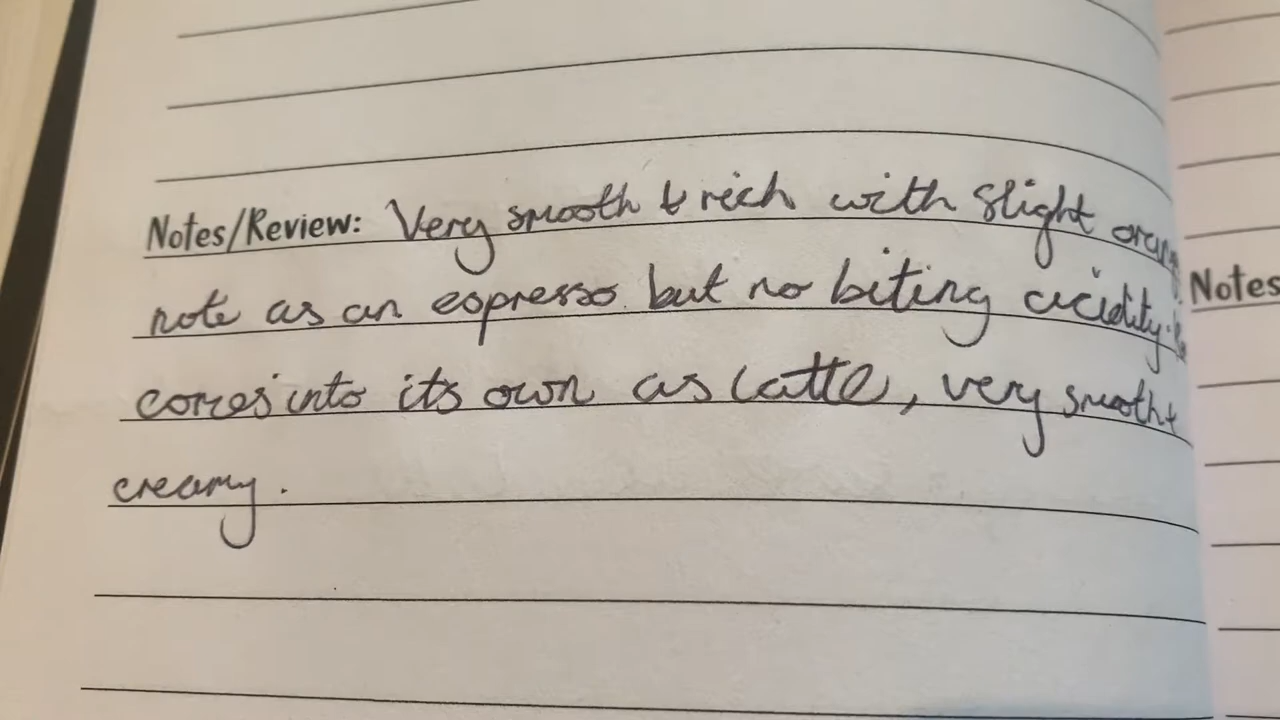 Notes/Review: Very smooth & rich with slight
note as an espresso but no biting acidity.
comes into its own as latte, very smooth &
creamy.
Notes